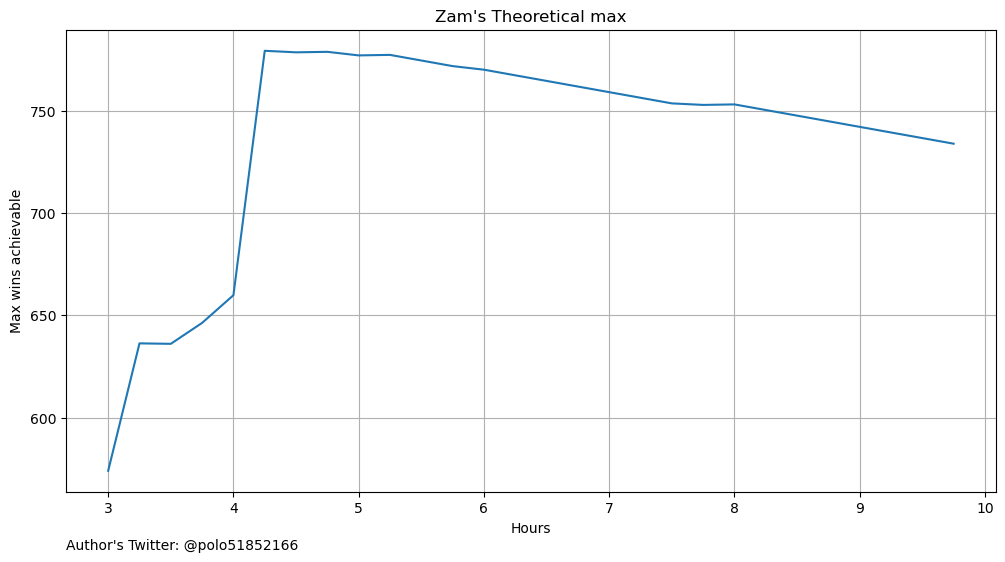 Zam's Theoretical max
Max wins achievable
750
700
650
600
3 4 5 6 7 8 9 10
Hours
Author's Twitter: @polo51852166